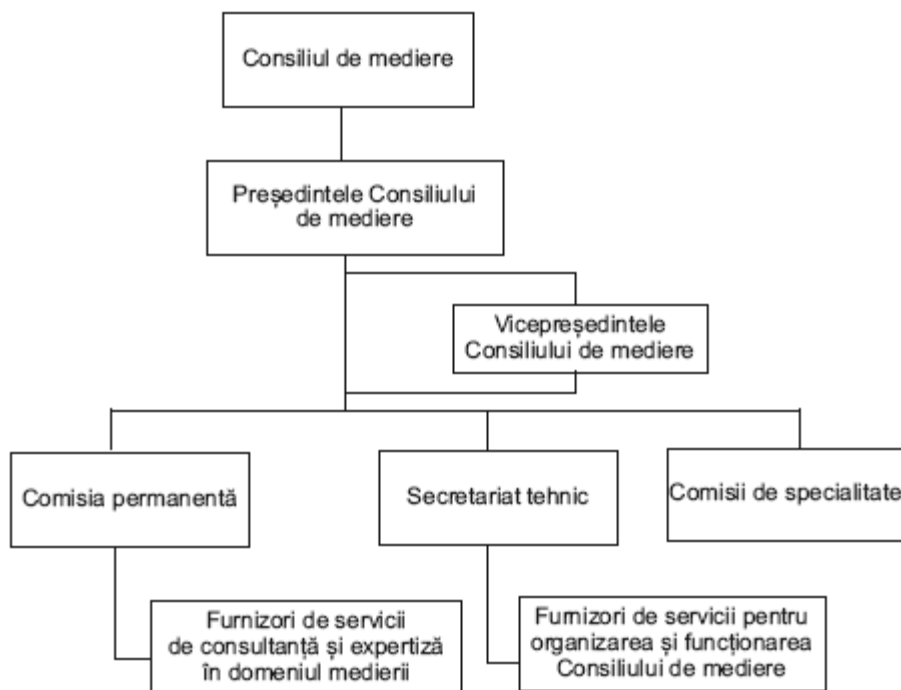 Consiliul de mediere
Președintele Consiliului
de mediere
Vicepreședintele
Consiliului de mediere
Comisia permanentă
Secretariat tehnic
Comisii de specialitate
Furnizori de servicii
de consultanță și expertiză
în domeniul medierii
Furnizori de servicii pentru
organizarea și funcționarea
Consiliului de mediere